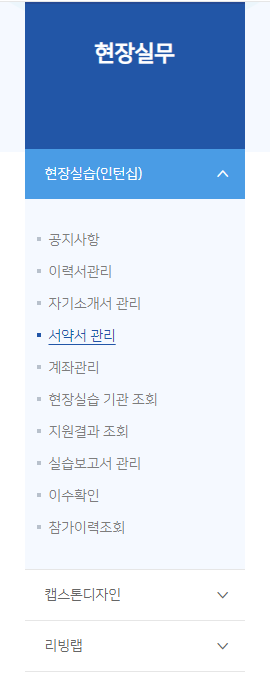 현장실무
현장실습(인턴십)
공지사항
이력서관리
자기소개서 관리
서약서 관리
계좌관리
현장실습 기관 조회
지원결과 조회
실습보고서 관리
이수확인
참가이력조회
캡스톤디자인
리빙랩